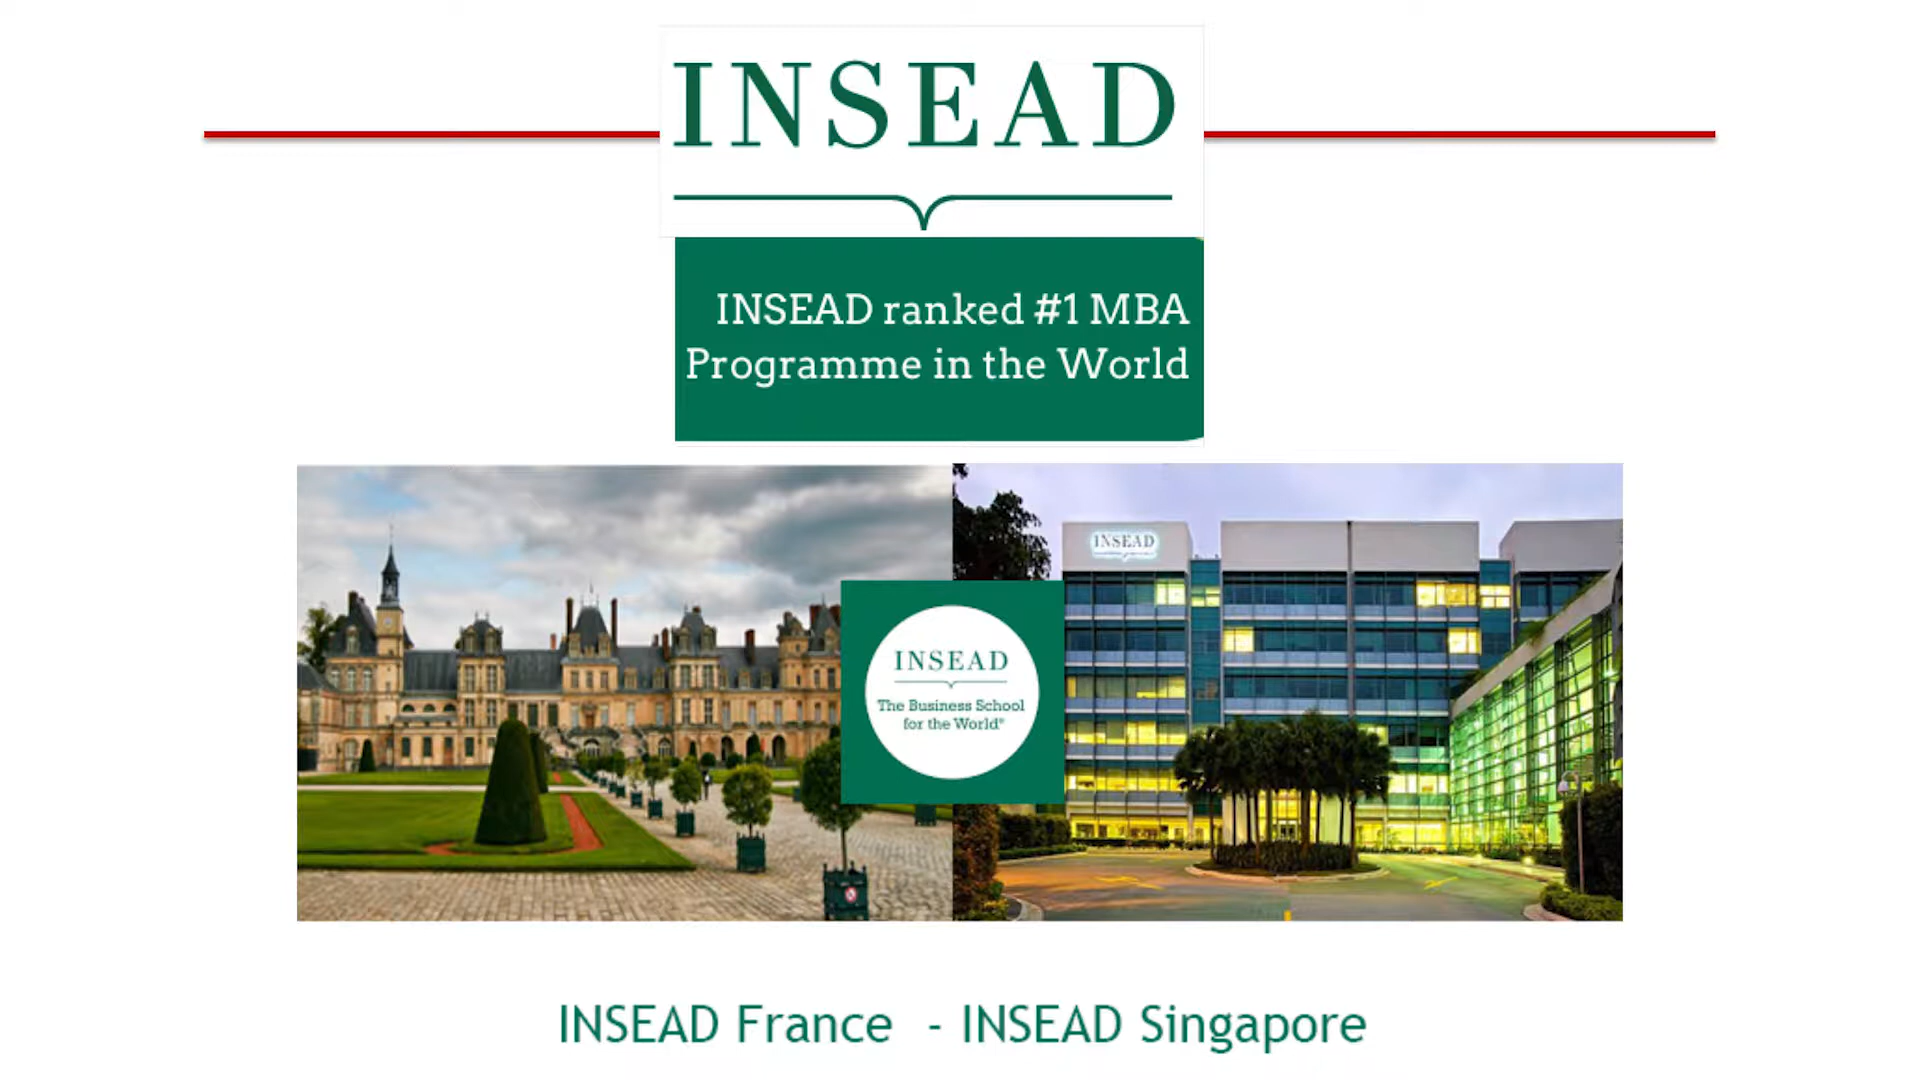 INSEAD
INSEAD ranked #1 MBA
Programme in the World
INSEAD
INSEAD
The Business School
for the World®
INSEAD France - INSEAD Singapore